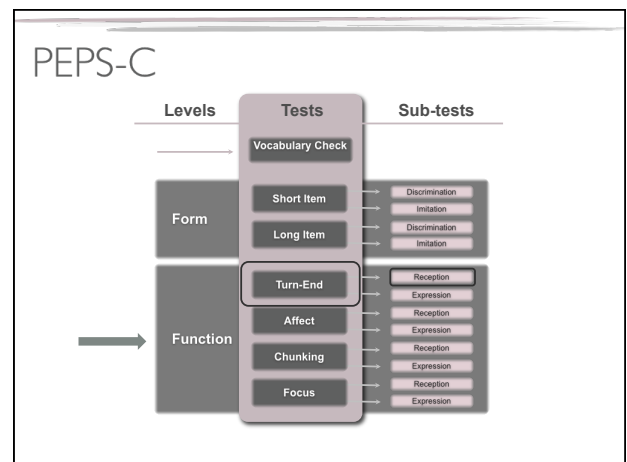 PEPS-C
Levels Tests Sub-tests
Vocabulary Check
Form
Short Item
Discrimination
Imitation
Long Item
Discrimination
Imitation
Function
Turn-End
Reception
Expression
Affect
Reception
Expression
Chunking
Reception
Expression
Focus
Reception
Expression